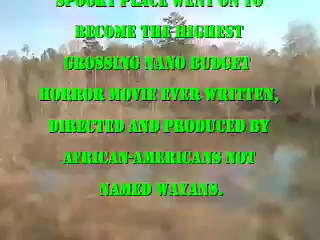 SPOOKY PLACE WENT ON TO
BECOME THE HIGHEST
GROSSING NANO BUDGET
HORROR MOVIE EVER WRITTEN,
DIRECTED AND PRODUCED BY
AFRICAN-AMERICANS NOT
NAMED WAYANS.